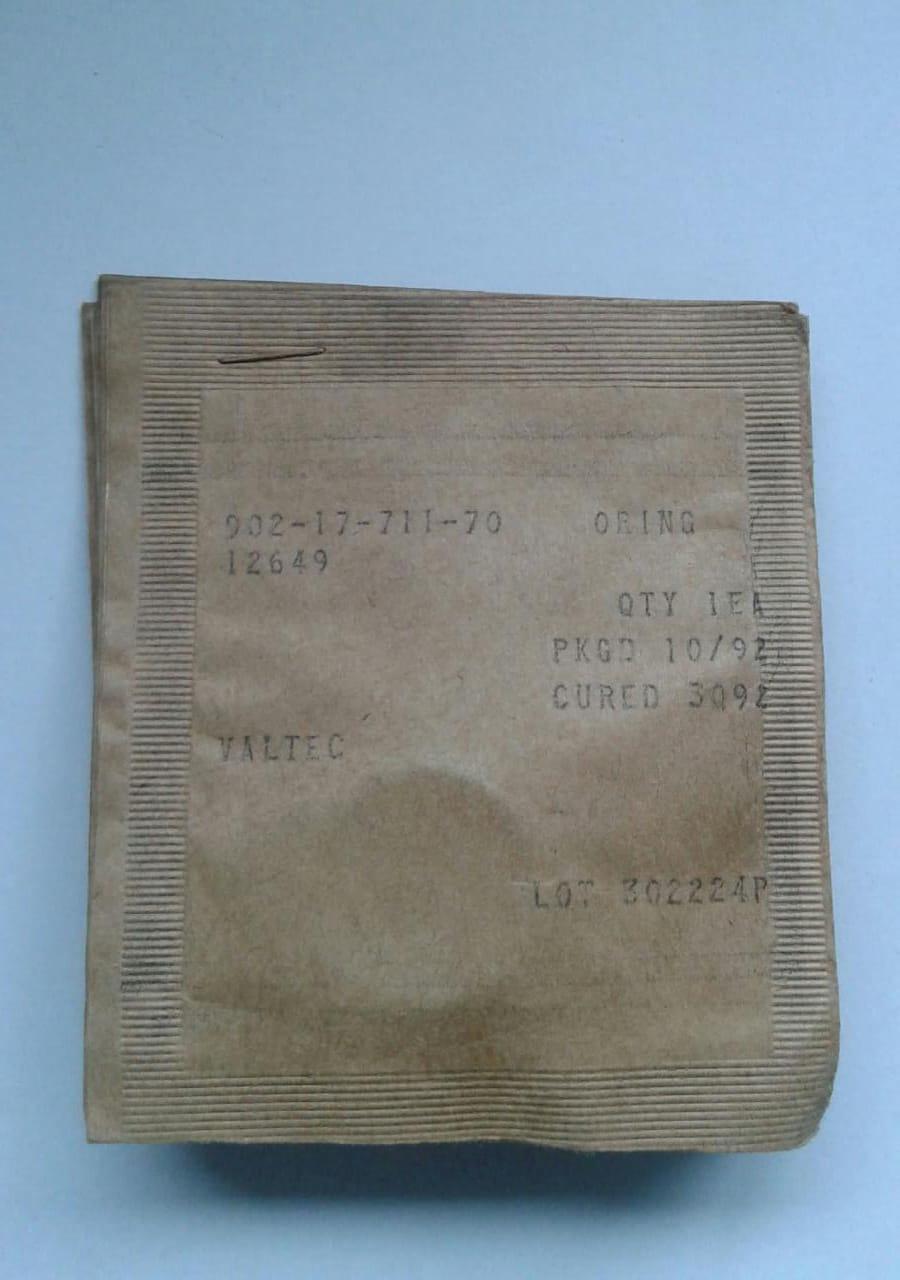 902-17-711-70 ORING
12649
QTY 1EA
PKGD 10/92
CURED 3Q92
VALTEC
LOT 302224P